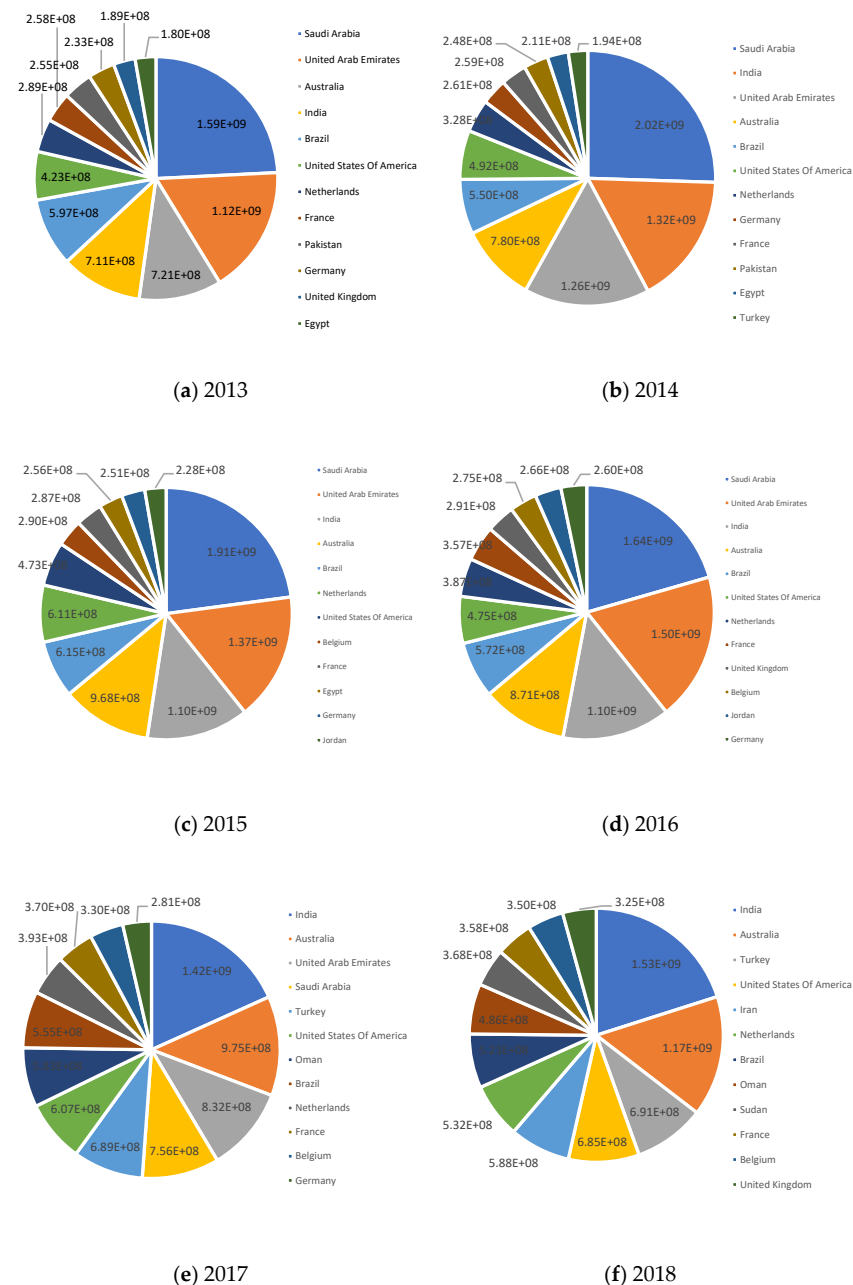 1.59E+09
1.12E+09
7.21E+08
7.11E+08
5.97E+08
4.23E+08
2.89E+08
2.58E+08
2.55E+08
2.33E+08
1.89E+08
1.80E+08
Saudi Arabia
United Arab Emirates
Australia
India
Brazil
United States Of America
Netherlands
France
Pakistan
Germany
United Kingdom
Egypt
(a) 2013
2.02E+09
1.32E+09
1.26E+09
7.80E+08
5.50E+08
4.92E+08
3.28E+08
2.61E+08
2.59E+08
2.48E+08
2.11E+08
1.94E+08
Saudi Arabia
India
United Arab Emirates
Australia
Brazil
United States Of America
Netherlands
Germany
France
Pakistan
Egypt
Turkey
(b) 2014
1.91E+09
1.37E+09
1.10E+09
9.68E+08
6.15E+08
6.11E+08
4.73E+08
2.90E+08
2.87E+08
2.56E+08
2.51E+08
2.28E+08
Saudi Arabia
United Arab Emirates
India
Australia
Brazil
Netherlands
United States Of America
Belgium
France
Egypt
Germany
Jordan
(c) 2015
1.64E+09
1.50E+09
1.10E+09
8.71E+08
5.72E+08
4.75E+08
3.87E+08
3.57E+08
2.91E+08
2.75E+08
2.66E+08
2.60E+08
Saudi Arabia
United Arab Emirates
India
Australia
Brazil
United States Of America
Netherlands
France
United Kingdom
Belgium
Jordan
Germany
(d) 2016
1.42E+09
9.75E+08
8.32E+08
7.56E+08
6.89E+08
6.07E+08
5.55E+08
3.93E+08
3.70E+08
3.30E+08
2.81E+08
India
Australia
United Arab Emirates
Saudi Arabia
Turkey
United States Of America
Oman
Brazil
Netherlands
France
Belgium
Germany
(e) 2017
1.53E+09
1.17E+09
6.91E+08
6.85E+08
5.88E+08
5.32E+08
4.86E+08
3.68E+08
3.58E+08
3.50E+08
3.25E+08
India
Australia
Turkey
United States Of America
Iran
Netherlands
Brazil
Oman
Sudan
France
Belgium
United Kingdom
(f) 2018